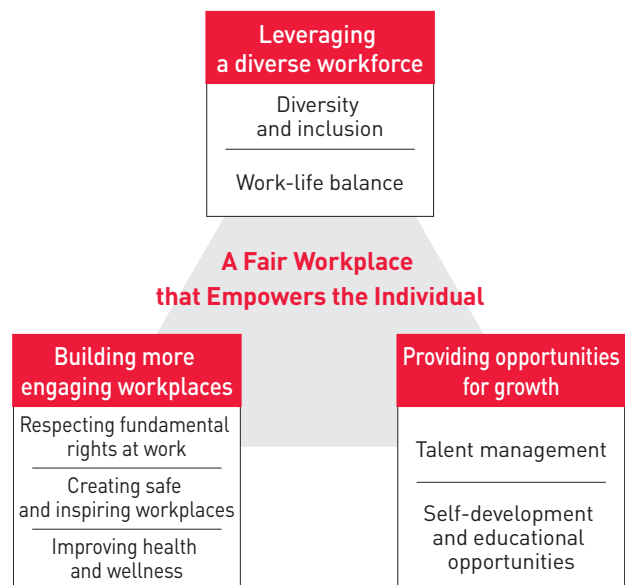 Leveraging
a diverse workforce
Diversity
and inclusion
Work-life balance
A Fair Workplace
that Empowers the Individual
Building more
engaging workplaces
Respecting fundamental
rights at work
Creating safe
and inspiring workplaces
Improving health
and wellness
Providing opportunities
for growth
Talent management
Self-development
and educational
opportunities